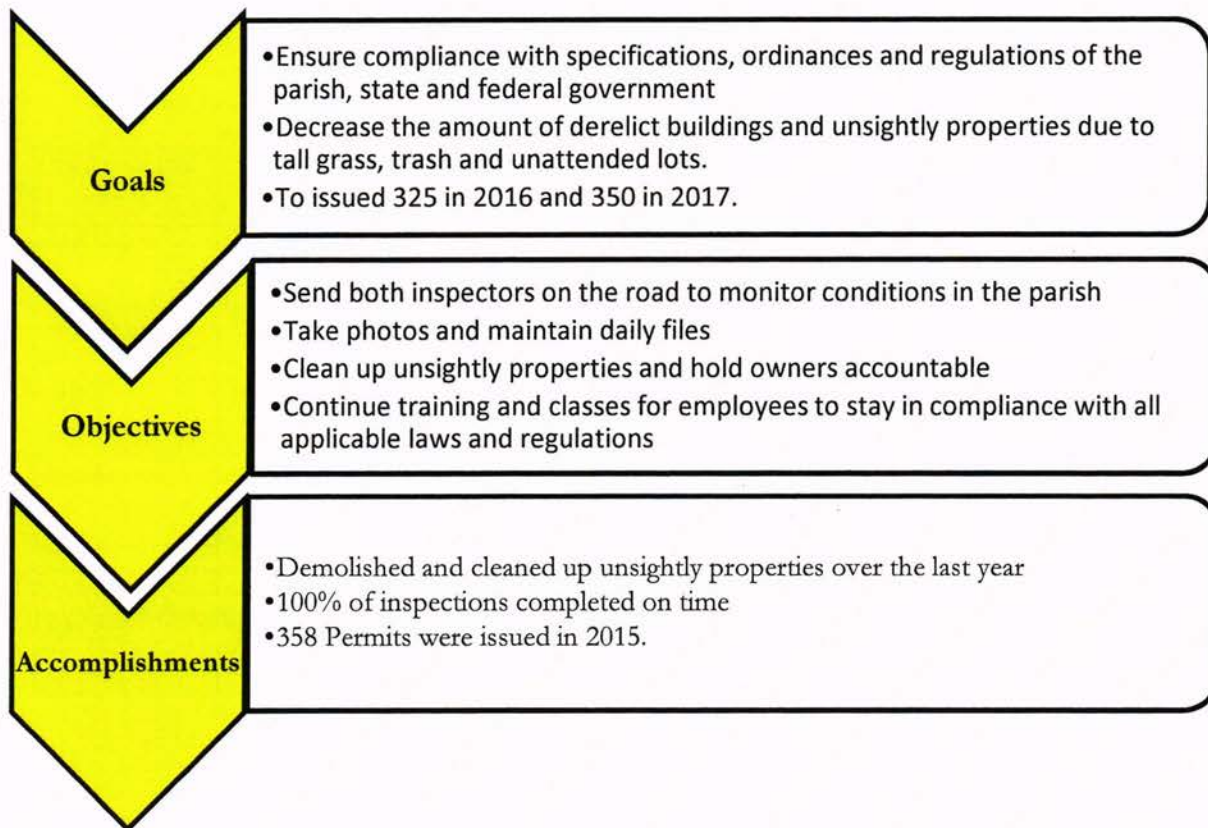 Goals
•Ensure compliance with specifications, ordinances and regulations of the
parish, state and federal government
•Decrease the amount of derelict buildings and unsightly properties due to
tall grass, trash and unattended lots.
•To issued 325 in 2016 and 350 in 2017.
Objectives
•Send both inspectors on the road to monitor conditions in the parish
•Take photos and maintain daily files
•Clean up unsightly properties and hold owners accountable
•Continue training and classes for employees to stay in compliance with all
applicable laws and regulations
Accomplishments
•Demolished and cleaned up unsightly properties over the last year
•100% of inspections completed on time
•358 Permits were issued in 2015.